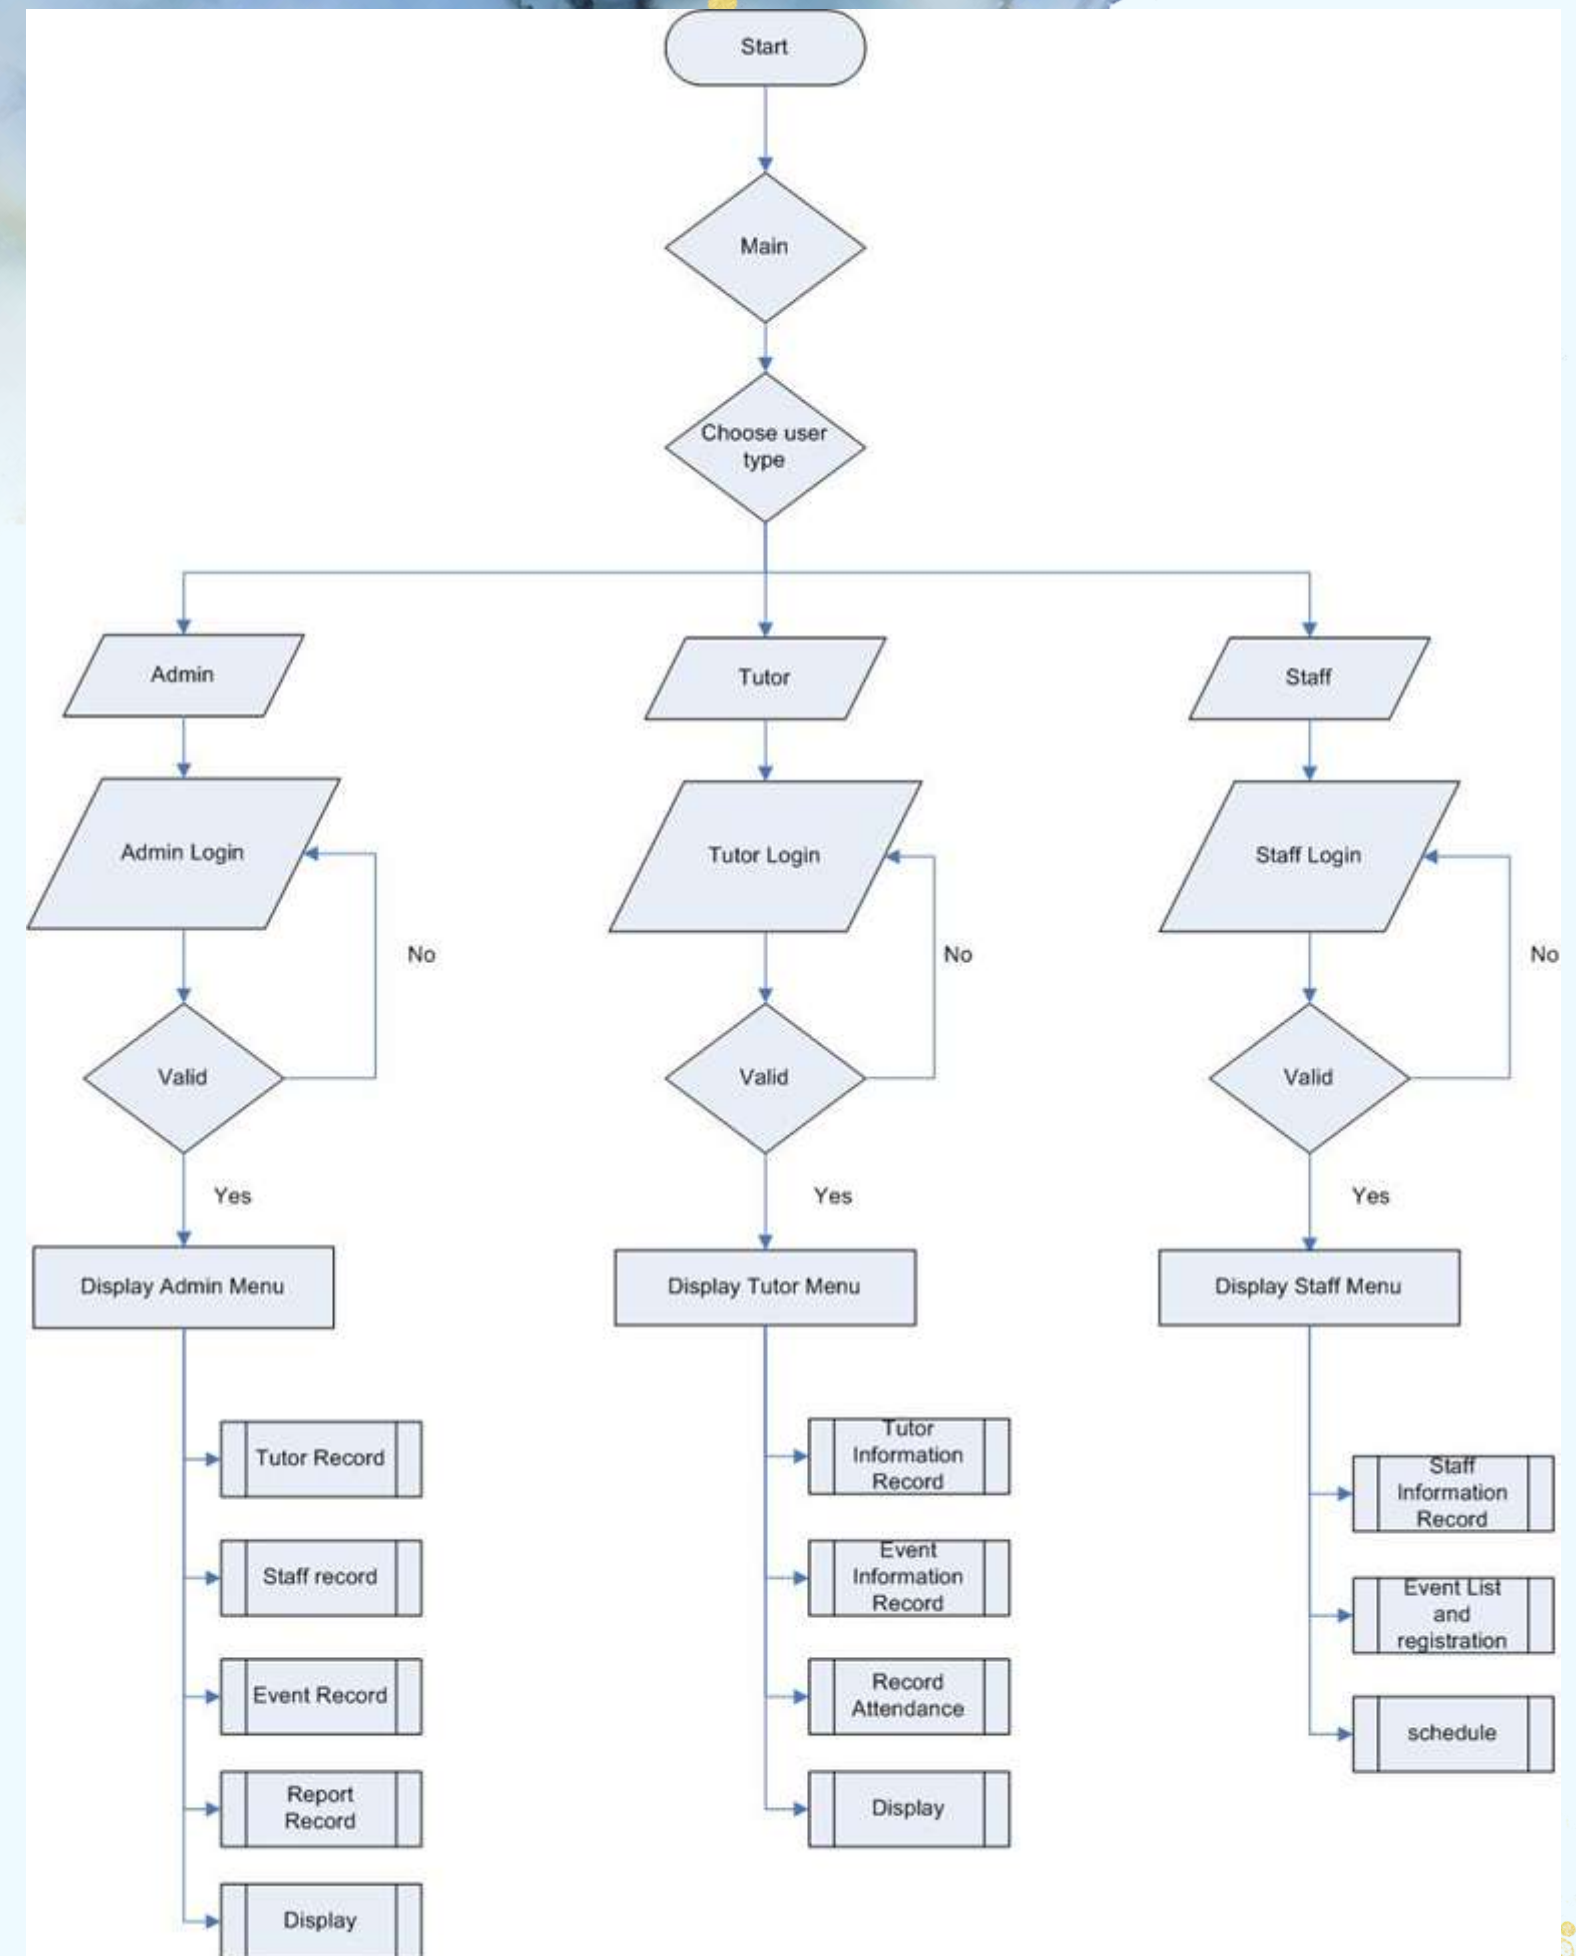 Start
Main
Choose user
type
Admin
Tutor
Staff
Admin Login
Tutor Login
Staff Login
No
No
No
Valid
Valid
Valid
Yes
Yes
Yes
Display Admin Menu
Display Tutor Menu
Display Staff Menu
Tutor Record
Staff record
Event Record
Report
Record
Display
Tutor
Information
Record
Event
Information
Record
Record
Attendance
Display
Staff
Information
Record
Event List
and
registration
schedule